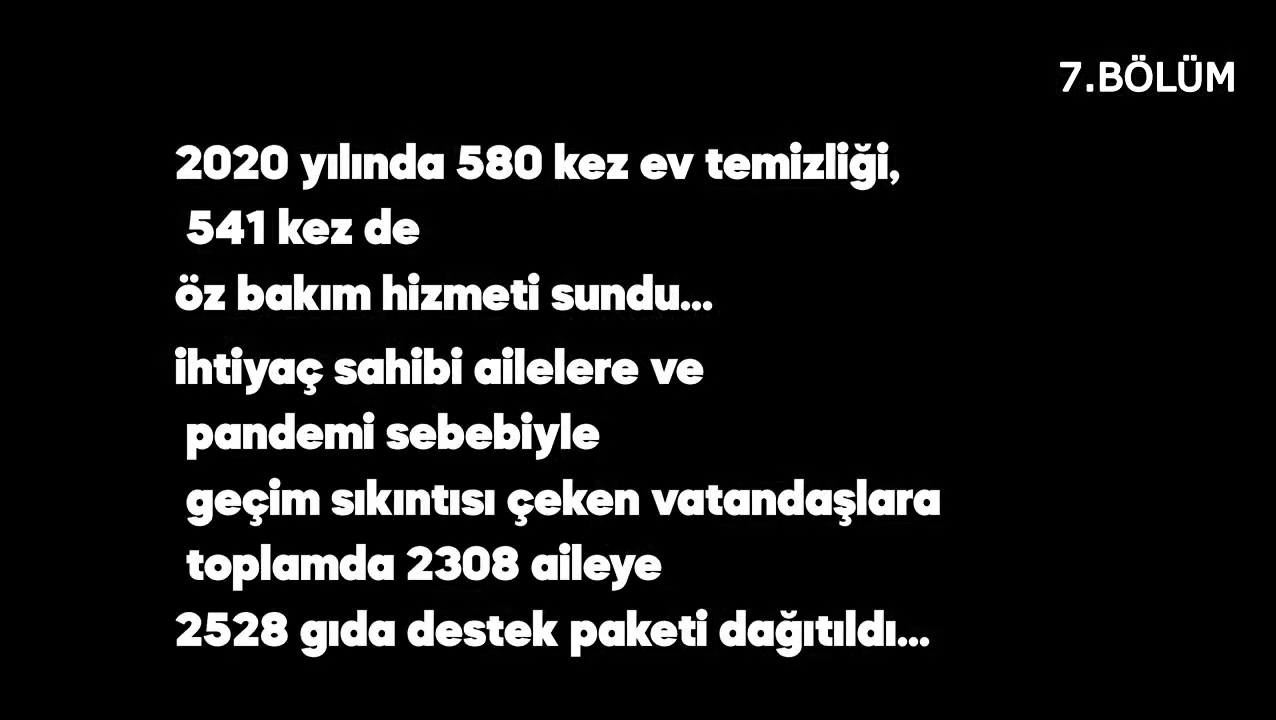 7.BÖLÜM
2020 yılında 580 kez ev temizliği,
541 kez de
öz bakım hizmeti sundu...
ihtiyaç sahibi ailelere ve
pandemi sebebiyle
geçim sıkıntısı çeken vatandaşlara
toplamda 2308 aileye
2528 gıda destek paketi dağıtıldı...